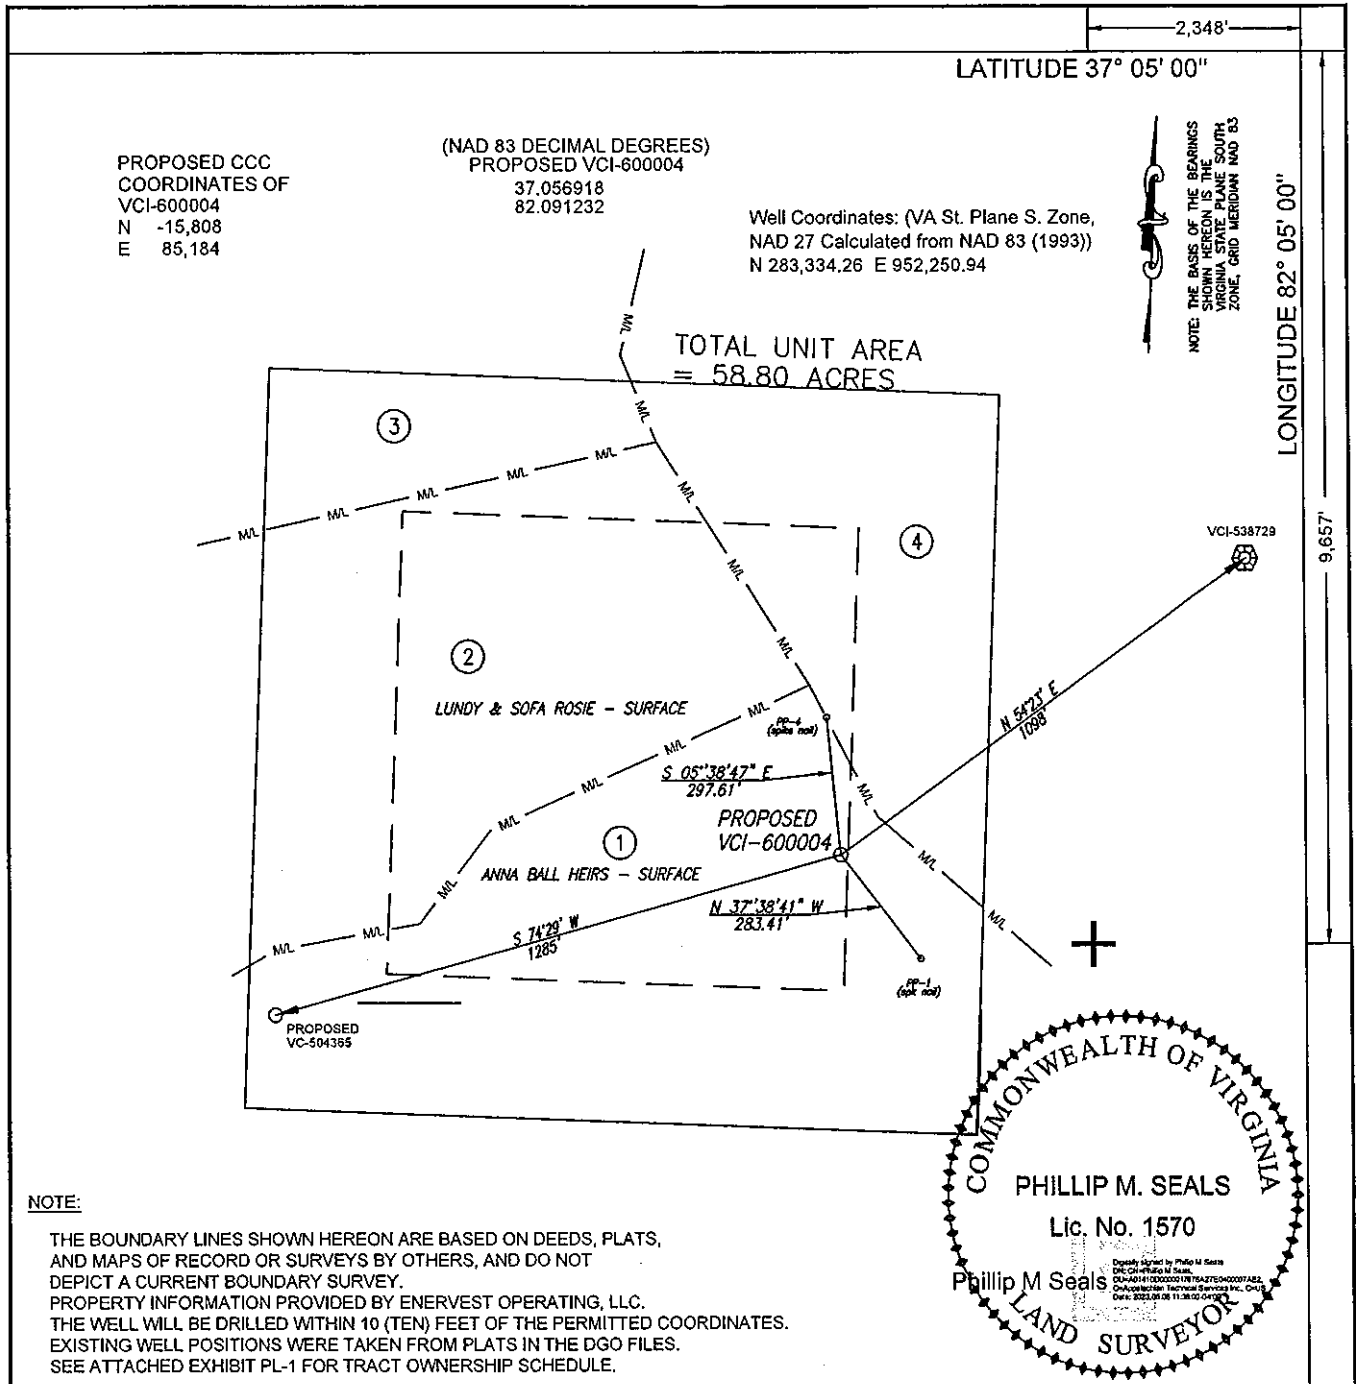 2,348'
LATITUDE 37° 05' 00"
PROPOSED CCC
COORDINATES OF
VCI-600004
N -15,808
E 85,184
(NAD 83 DECIMAL DEGREES)
PROPOSED VCI-600004
37.056918
82.091232
Well Coordinates: (VA St. Plane S. Zone,
NAD 27 Calculated from NAD 83 (1993))
N 283,334.26 E 952,250.94
NOTE: THE BASIS OF THE BEARINGS
SHOWN HEREON IS THE
VIRGINIA STATE PLANE SOUTH
ZONE, GRID MERIDIAN NAD 83
LONGITUDE 82° 05' 00"
9,657'
TOTAL UNIT AREA
= 58.80 ACRES
M/L
M/L
3
M/L
M/L
M/L
M/L
M/L
M/L
4
VCI-538729
M/L
2
LUNDY & SOFA ROSIE - SURFACE
M/L
M/L
M/L
M/L
M/L
PP-4
(spike nail)
N 54°23' E
1098'
S 05°38'47" E
297.61'
M/L
PROPOSED
VCI-600004
1
ANNA BALL HEIRS - SURFACE
M/L
M/L
M/L
M/L
M/L
N 37°38'41" W
283.41'
S 74°29' W
1285'
PP-1
(spk nail)
PROPOSED
VC-504365
COMMONWEALTH OF VIRGINIA
PHILLIP M. SEALS
Lic. No. 1570
Phillip M Seals
Digitally signed by Phillip M Seals
LAND SURVEYOR
NOTE:
THE BOUNDARY LINES SHOWN HEREON ARE BASED ON DEEDS, PLATS,
AND MAPS OF RECORD OR SURVEYS BY OTHERS, AND DO NOT
DEPICT A CURRENT BOUNDARY SURVEY.
PROPERTY INFORMATION PROVIDED BY ENERVEST OPERATING, LLC.
THE WELL WILL BE DRILLED WITHIN 10 (TEN) FEET OF THE PERMITTED COORDINATES.
EXISTING WELL POSITIONS WERE TAKEN FROM PLATS IN THE DGO FILES.
SEE ATTACHED EXHIBIT PL-1 FOR TRACT OWNERSHIP SCHEDULE.